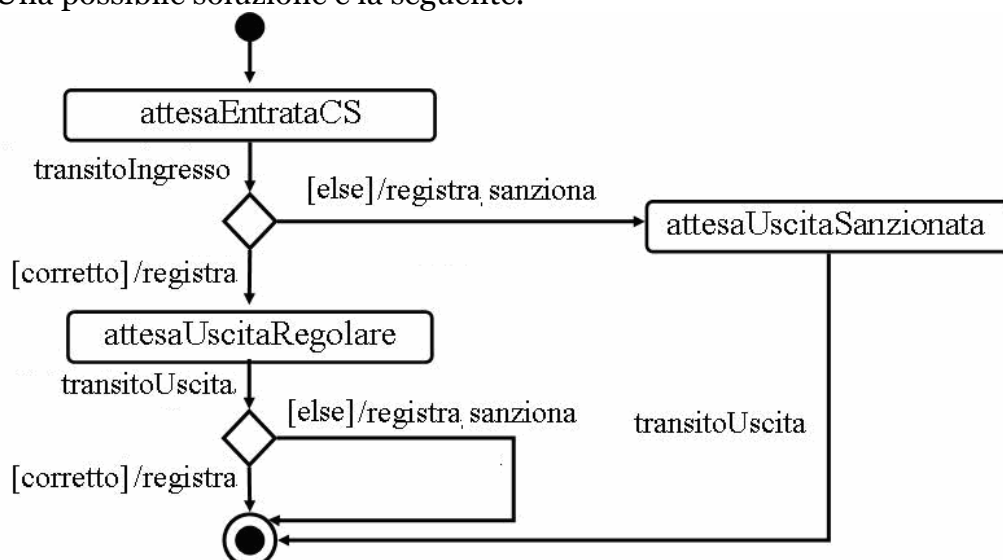 Una possibile soluzione è la seguente:
attesaEntrataCS
transitoIngresso
[else]/registra, sanziona
attesaUscitaSanzionata
[corretto]/registra
attesaUscitaRegolare
transitoUscita
[else]/registra, sanziona
transitoUscita
[corretto]/registra